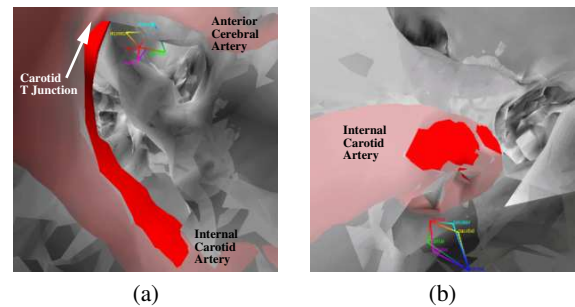 Anterior
Cerebral
Artery
Carotid
T Junction
Internal
Carotid
Artery
(a)
Internal
Carotid
Artery
(b)